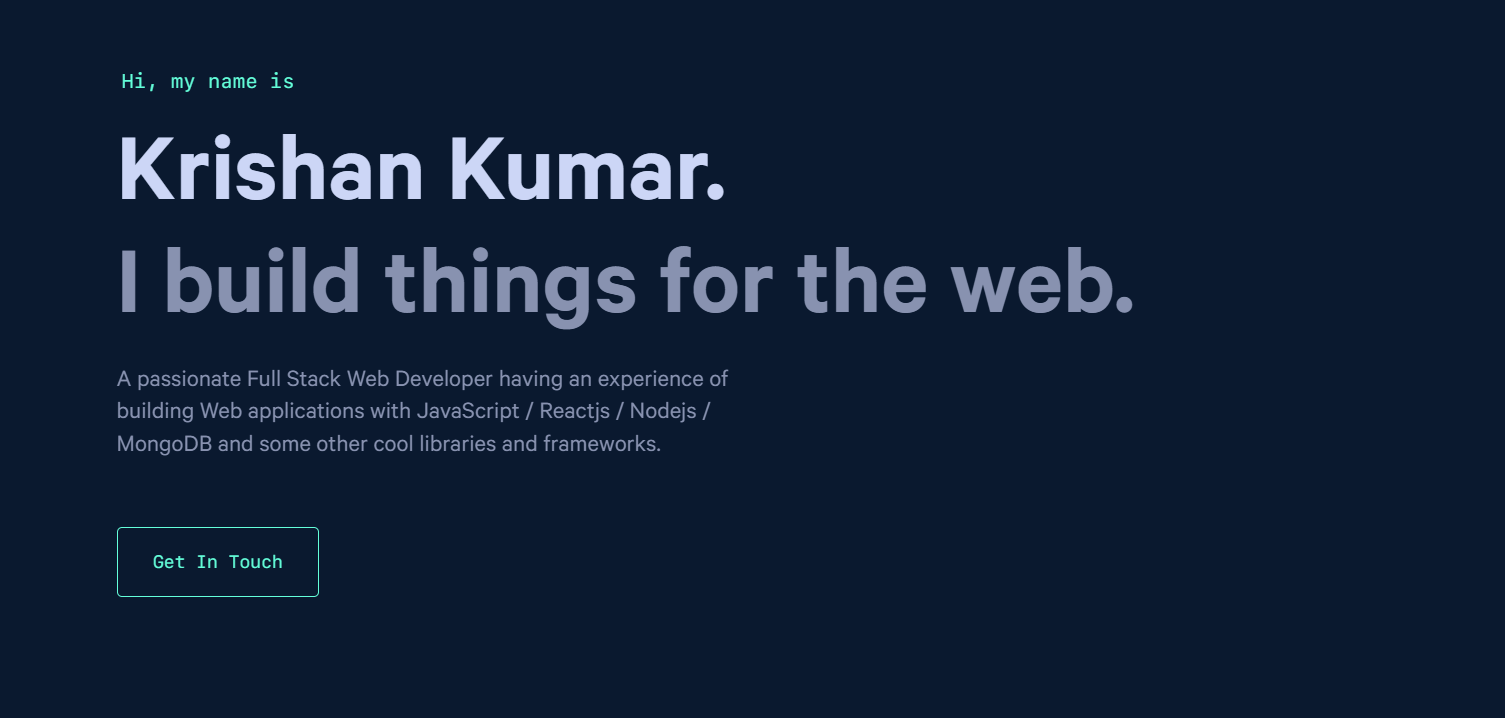 Hi, my name is
Krishan Kumar.
I build things for the web.
A passionate Full Stack Web Developer having an experience of
building Web applications with JavaScript / Reactjs / Nodejs /
MongoDB and some other cool libraries and frameworks.
Get In Touch